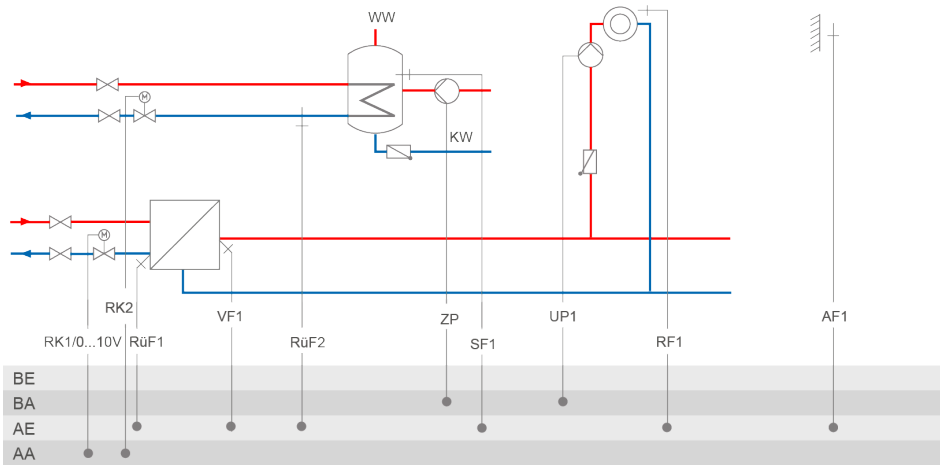 WW
M
KW
M
RK2
VF1
ZP
UP1
AF1
RK1/0...10V
RüF1
RüF2
SF1
RF1
BE
BA
AE
AA